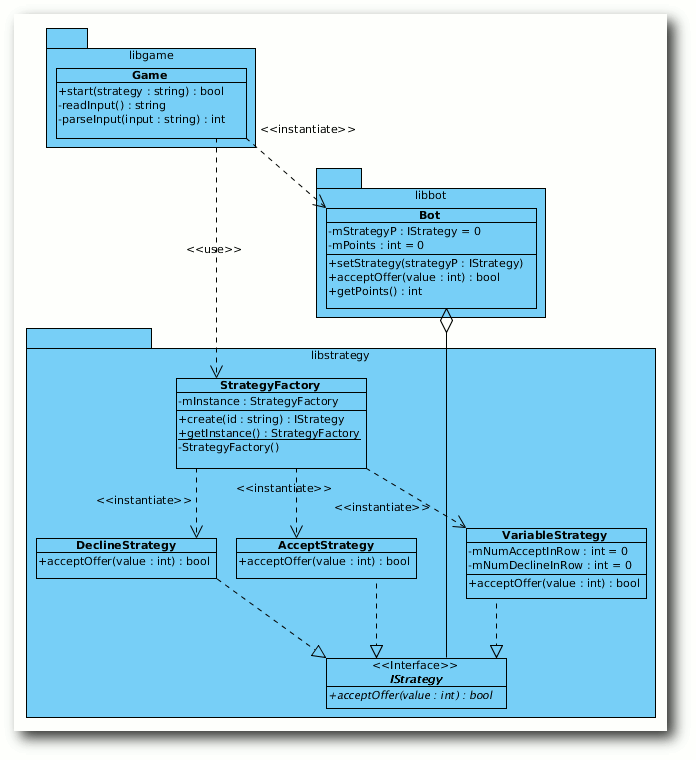 libgame
Game
+start(strategy : string) : bool
-readInput() : string
-parseInput(input : string) : int
<<instantiate>>
libbot
Bot
-mStrategyP : IStrategy = 0
-mPoints : int = 0
+setStrategy(strategyP : IStrategy)
+acceptOffer(value : int) : bool
+getPoints() : int
<<use>>
libstrategy
StrategyFactory
-mInstance : StrategyFactory
+create(id : string) : IStrategy
+getInstance() : StrategyFactory
-StrategyFactory()
<<instantiate>>
<<instantiate>>
<<instantiate>>
DeclineStrategy
+acceptOffer(value : int) : bool
AcceptStrategy
+acceptOffer(value : int) : bool
VariableStrategy
-mNumAcceptInRow : int = 0
-mNumDeclineInRow : int = 0
+acceptOffer(value : int) : bool
<<Interface>>
IStrategy
+acceptOffer(value : int) : bool